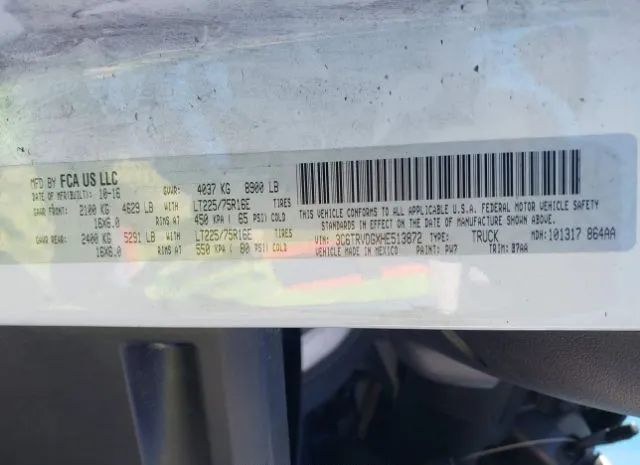 MFD BY FCA US LLC
DATE OF MFR(BUILT): 10-16 GVWR: 4037 KG 8900 LB
GAWR FRONT: 2100 KG 4629 LB LT225/75R16E TIRES
16X6.0 RIMS AT 450 KPA( 65 PSI) COLD
GAWR REAR: 2400 KG 5291 LB LT225/75R16E TIRES
16X6.0 RIMS AT 550 KPA( 80 PSI) COLD
THIS VEHICLE CONFORMS TO ALL APPLICABLE U.S.A. FEDERAL MOTOR VEHICLE SAFETY
STANDARDS IN EFFECT ON THE DATE OF MANUFACTURE SHOWN ABOVE.
VIN: 3C6TRVDGXHE513872 TYPE: TRUCK MDH: 101317 864AA
VEHICLE MADE IN MEXICO PAINT: PW7 TRIM: B7AA